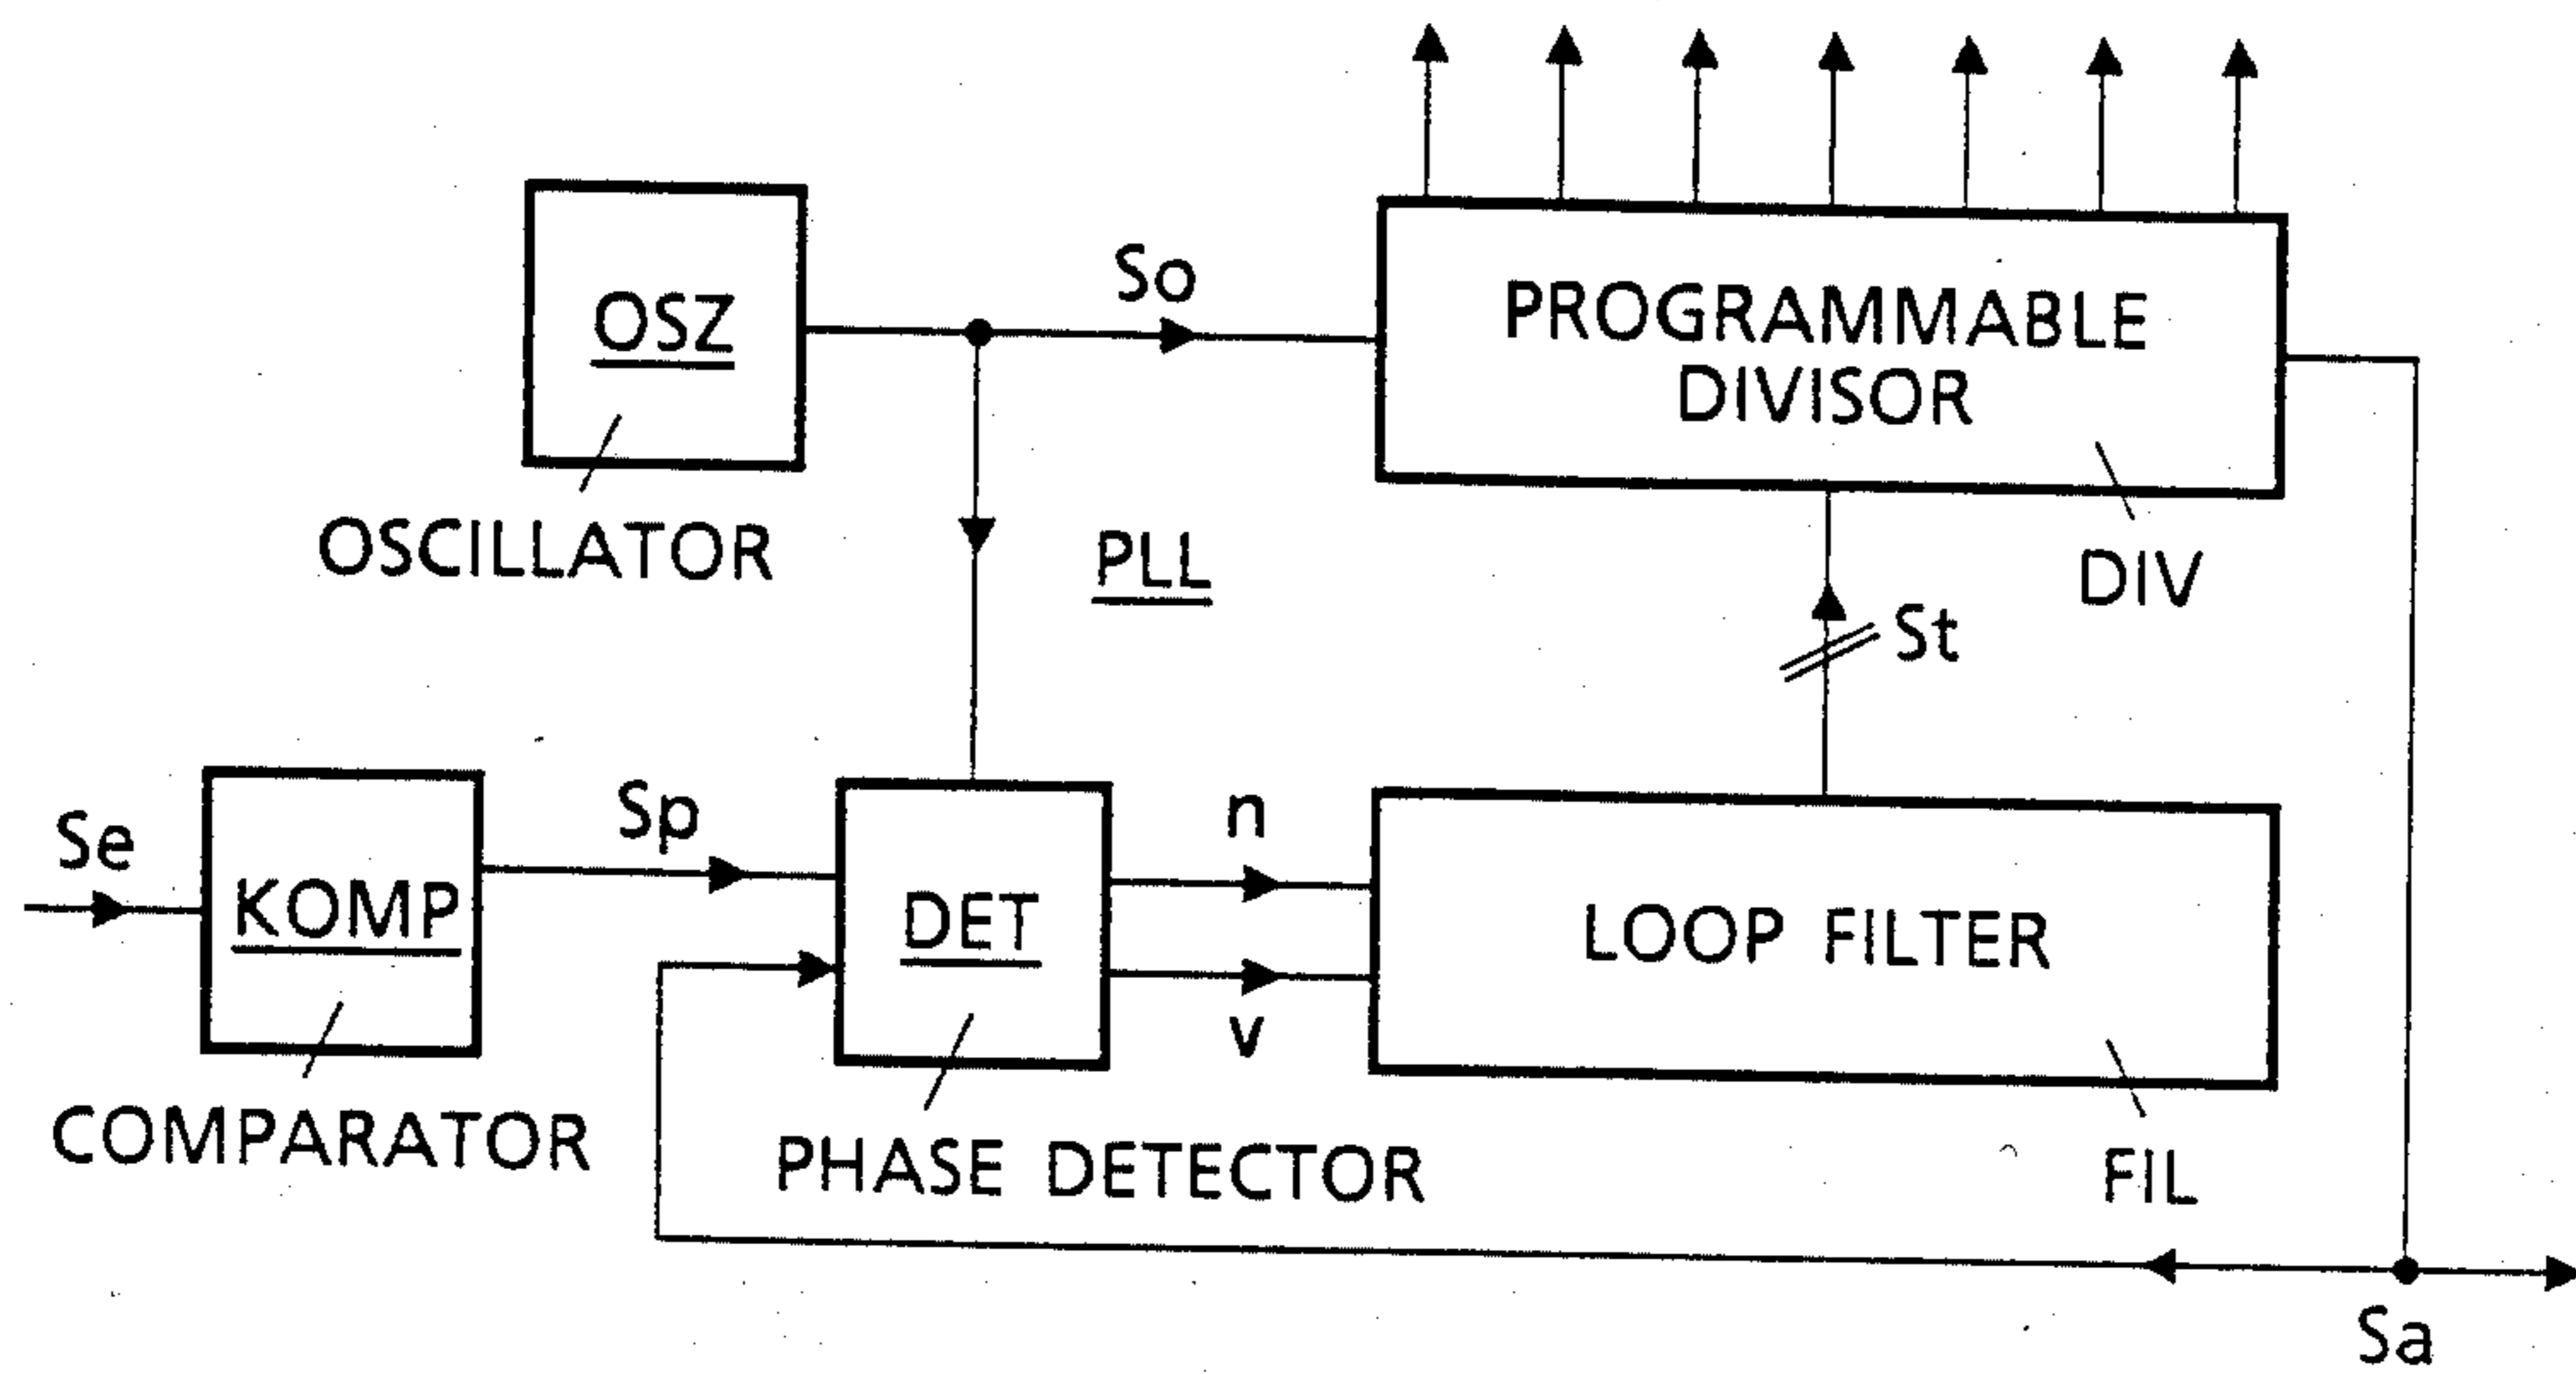 So
OSZ
PROGRAMMABLE
DIVISOR
OSCILLATOR
PLL
DIV
St
Se
KOMP
Sp
DET
n
v
LOOP FILTER
COMPARATOR
PHASE DETECTOR
FIL
Sa